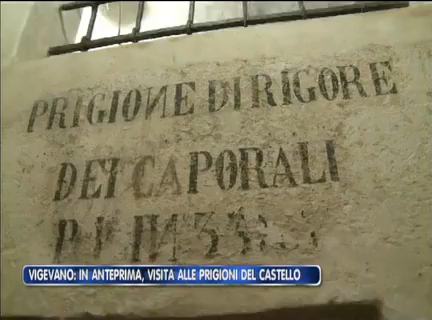 PRIGIONE DI RIGORE
DEI CAPORALI
VIGEVANO: IN ANTEPRIMA, VISITA ALLE PRIGIONI DEL CASTELLO